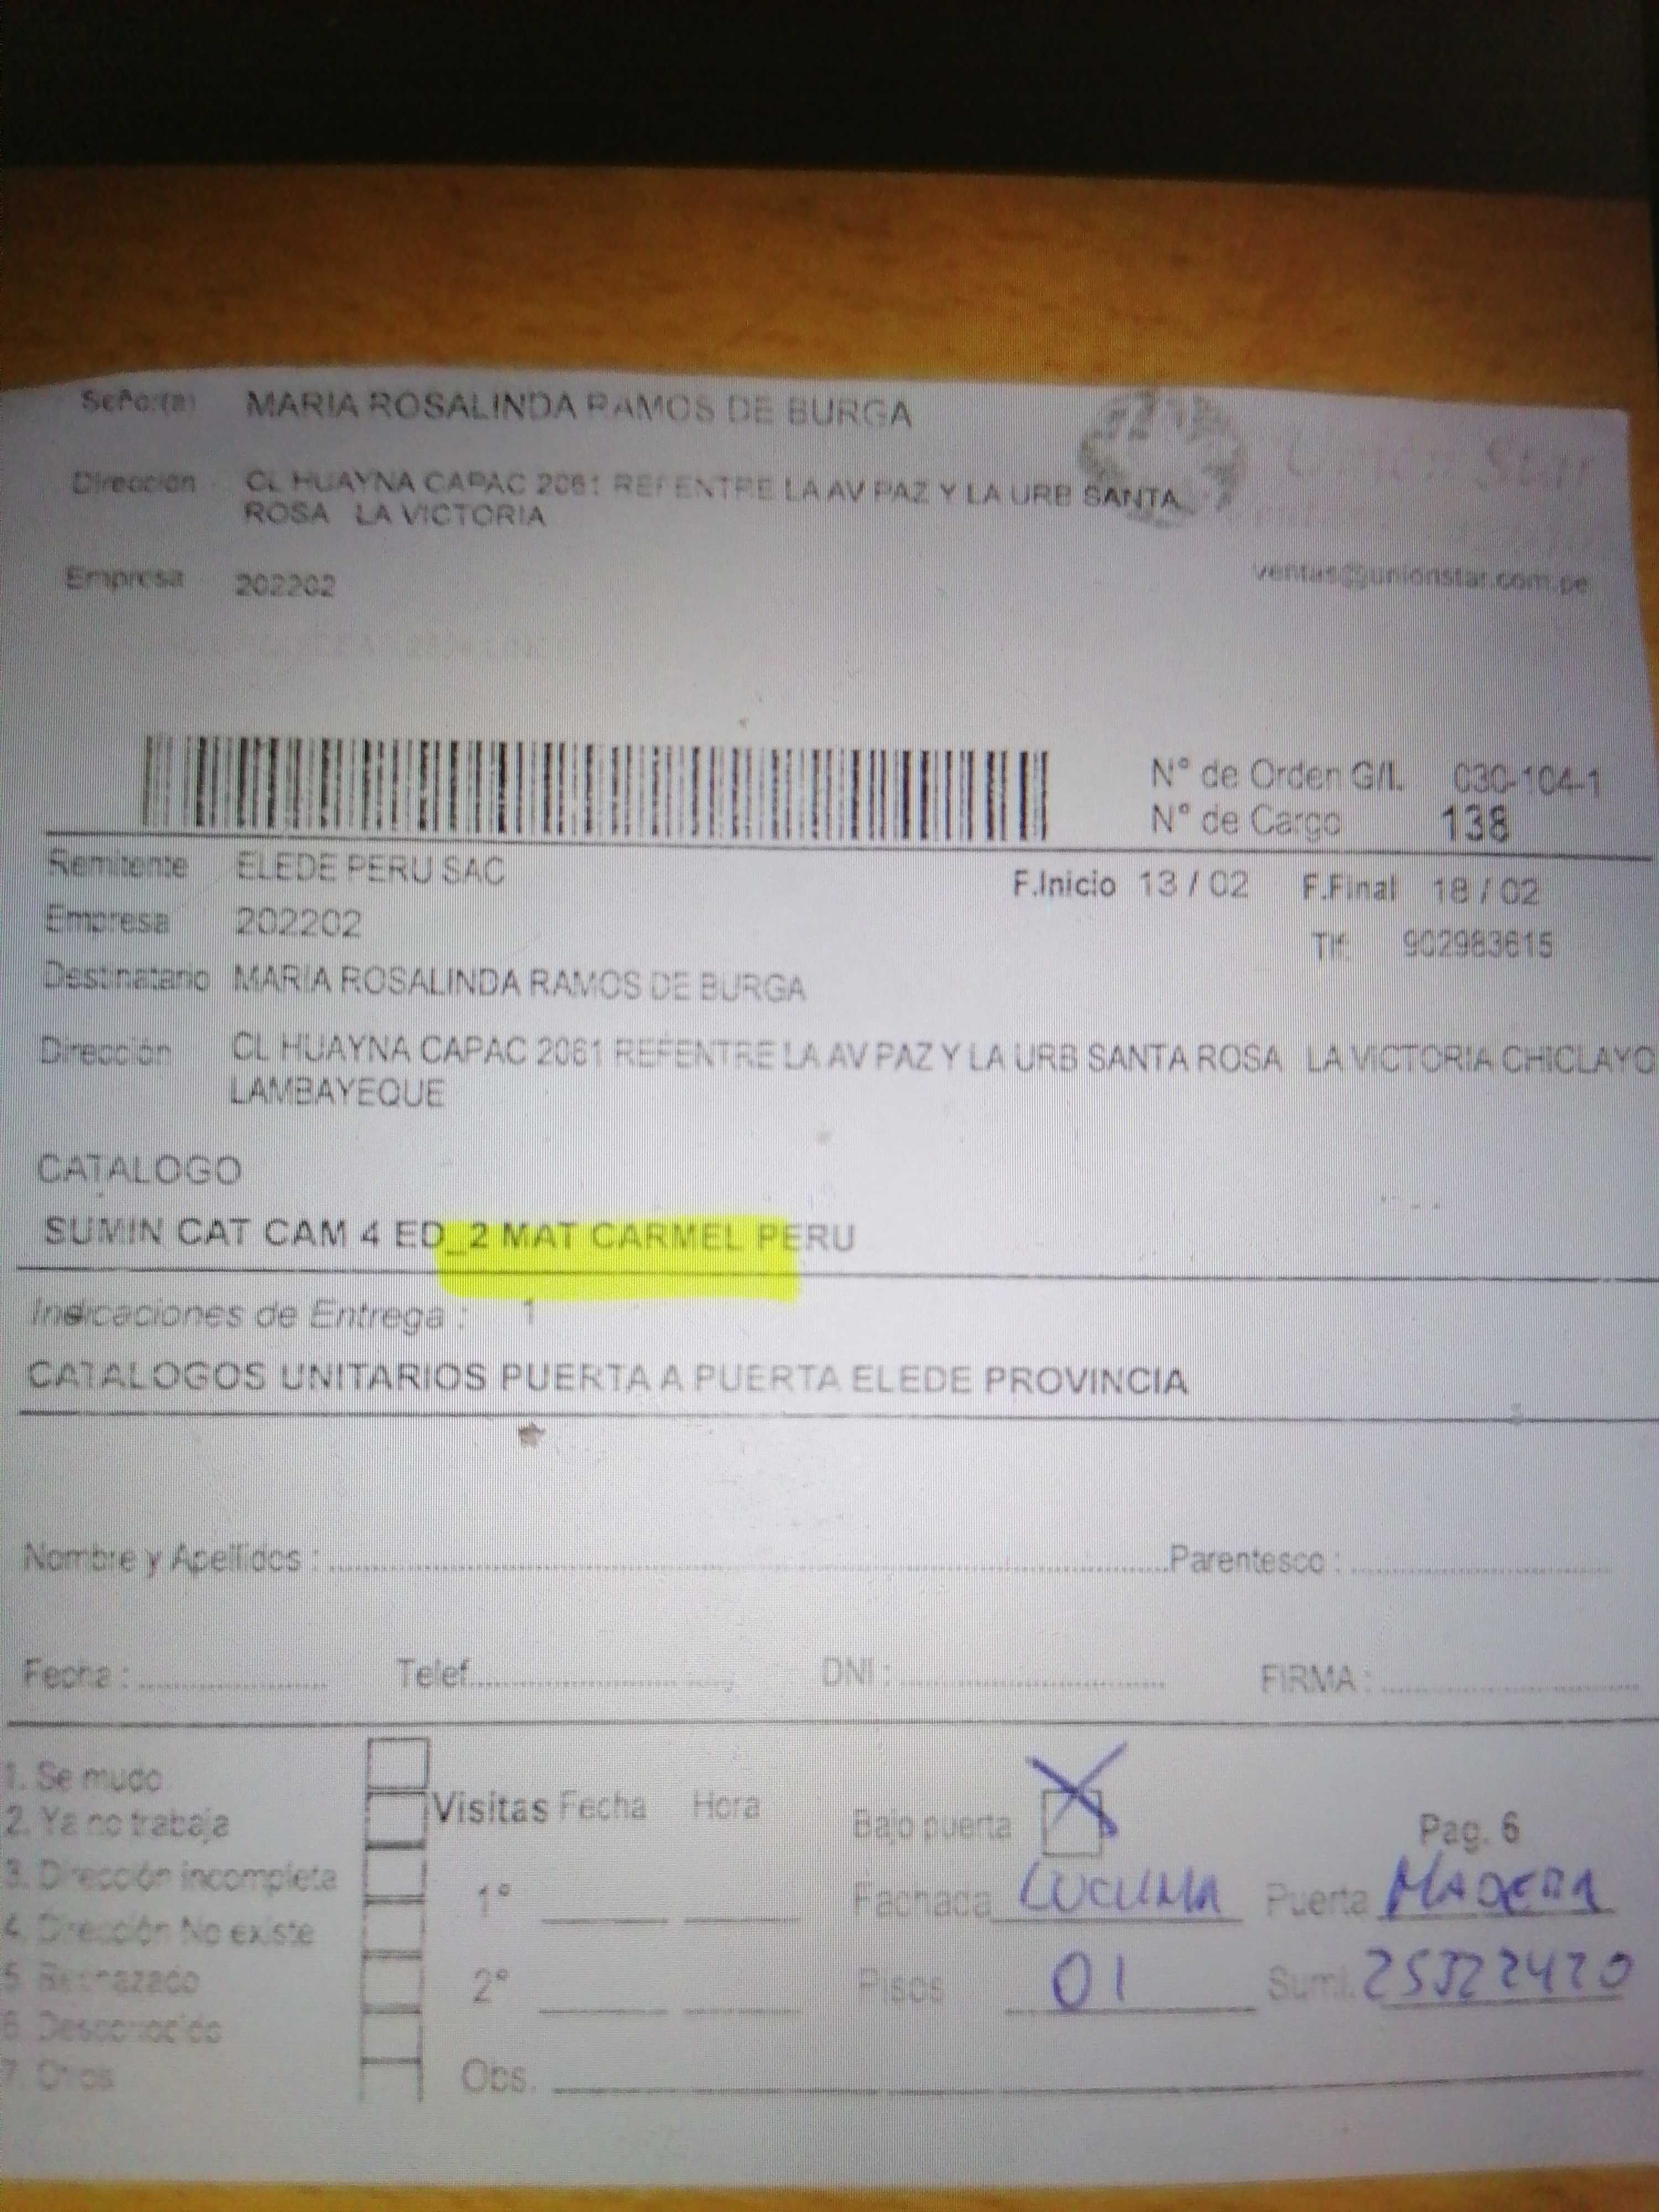 Señor(a) MARIA ROSALINDA RAMOS DE BURGA
Union Star
Dirección CL HUAYNA CAPAC 2061 REFENTRE LA AV PAZ Y LA URB SANTA
ROSA LA VICTORIA
Empresa 202202
ventas@unionstar.com.pe
N° de Orden G/L 030-104-1
N° de Cargo 138
Remitente ELEDE PERU SAC
F.Inicio 13 / 02 F.Final 18 / 02
Empresa 202202
Tlf. 902983615
Destinatario MARIA ROSALINDA RAMOS DE BURGA
Dirección CL HUAYNA CAPAC 2061 REFENTRE LA AV PAZ Y LA URB SANTA ROSA LA VICTORIA CHICLAYO
LAMBAYEQUE
CATALOGO
SUMIN CAT CAM 4 ED_2 MAT CARMEL PERU
Indicaciones de Entrega : 1
CATALOGOS UNITARIOS PUERTA A PUERTA ELEDE PROVINCIA
Nombre y Apellidos : Parentesco :
Fecha : Telef. DNI : FIRMA :
1. Se mudo
2. Ya no trabaja
3. Dirección incompleta
4. Dirección No existe
5. Rechazado
6. Desconocido
7. Otros
Visitas Fecha Hora
1°
2°
Obs.
Bajo puerta X
Pag. 6
Fachada LUCUMA Puerta MADERA
Pisos 01 Sumi.